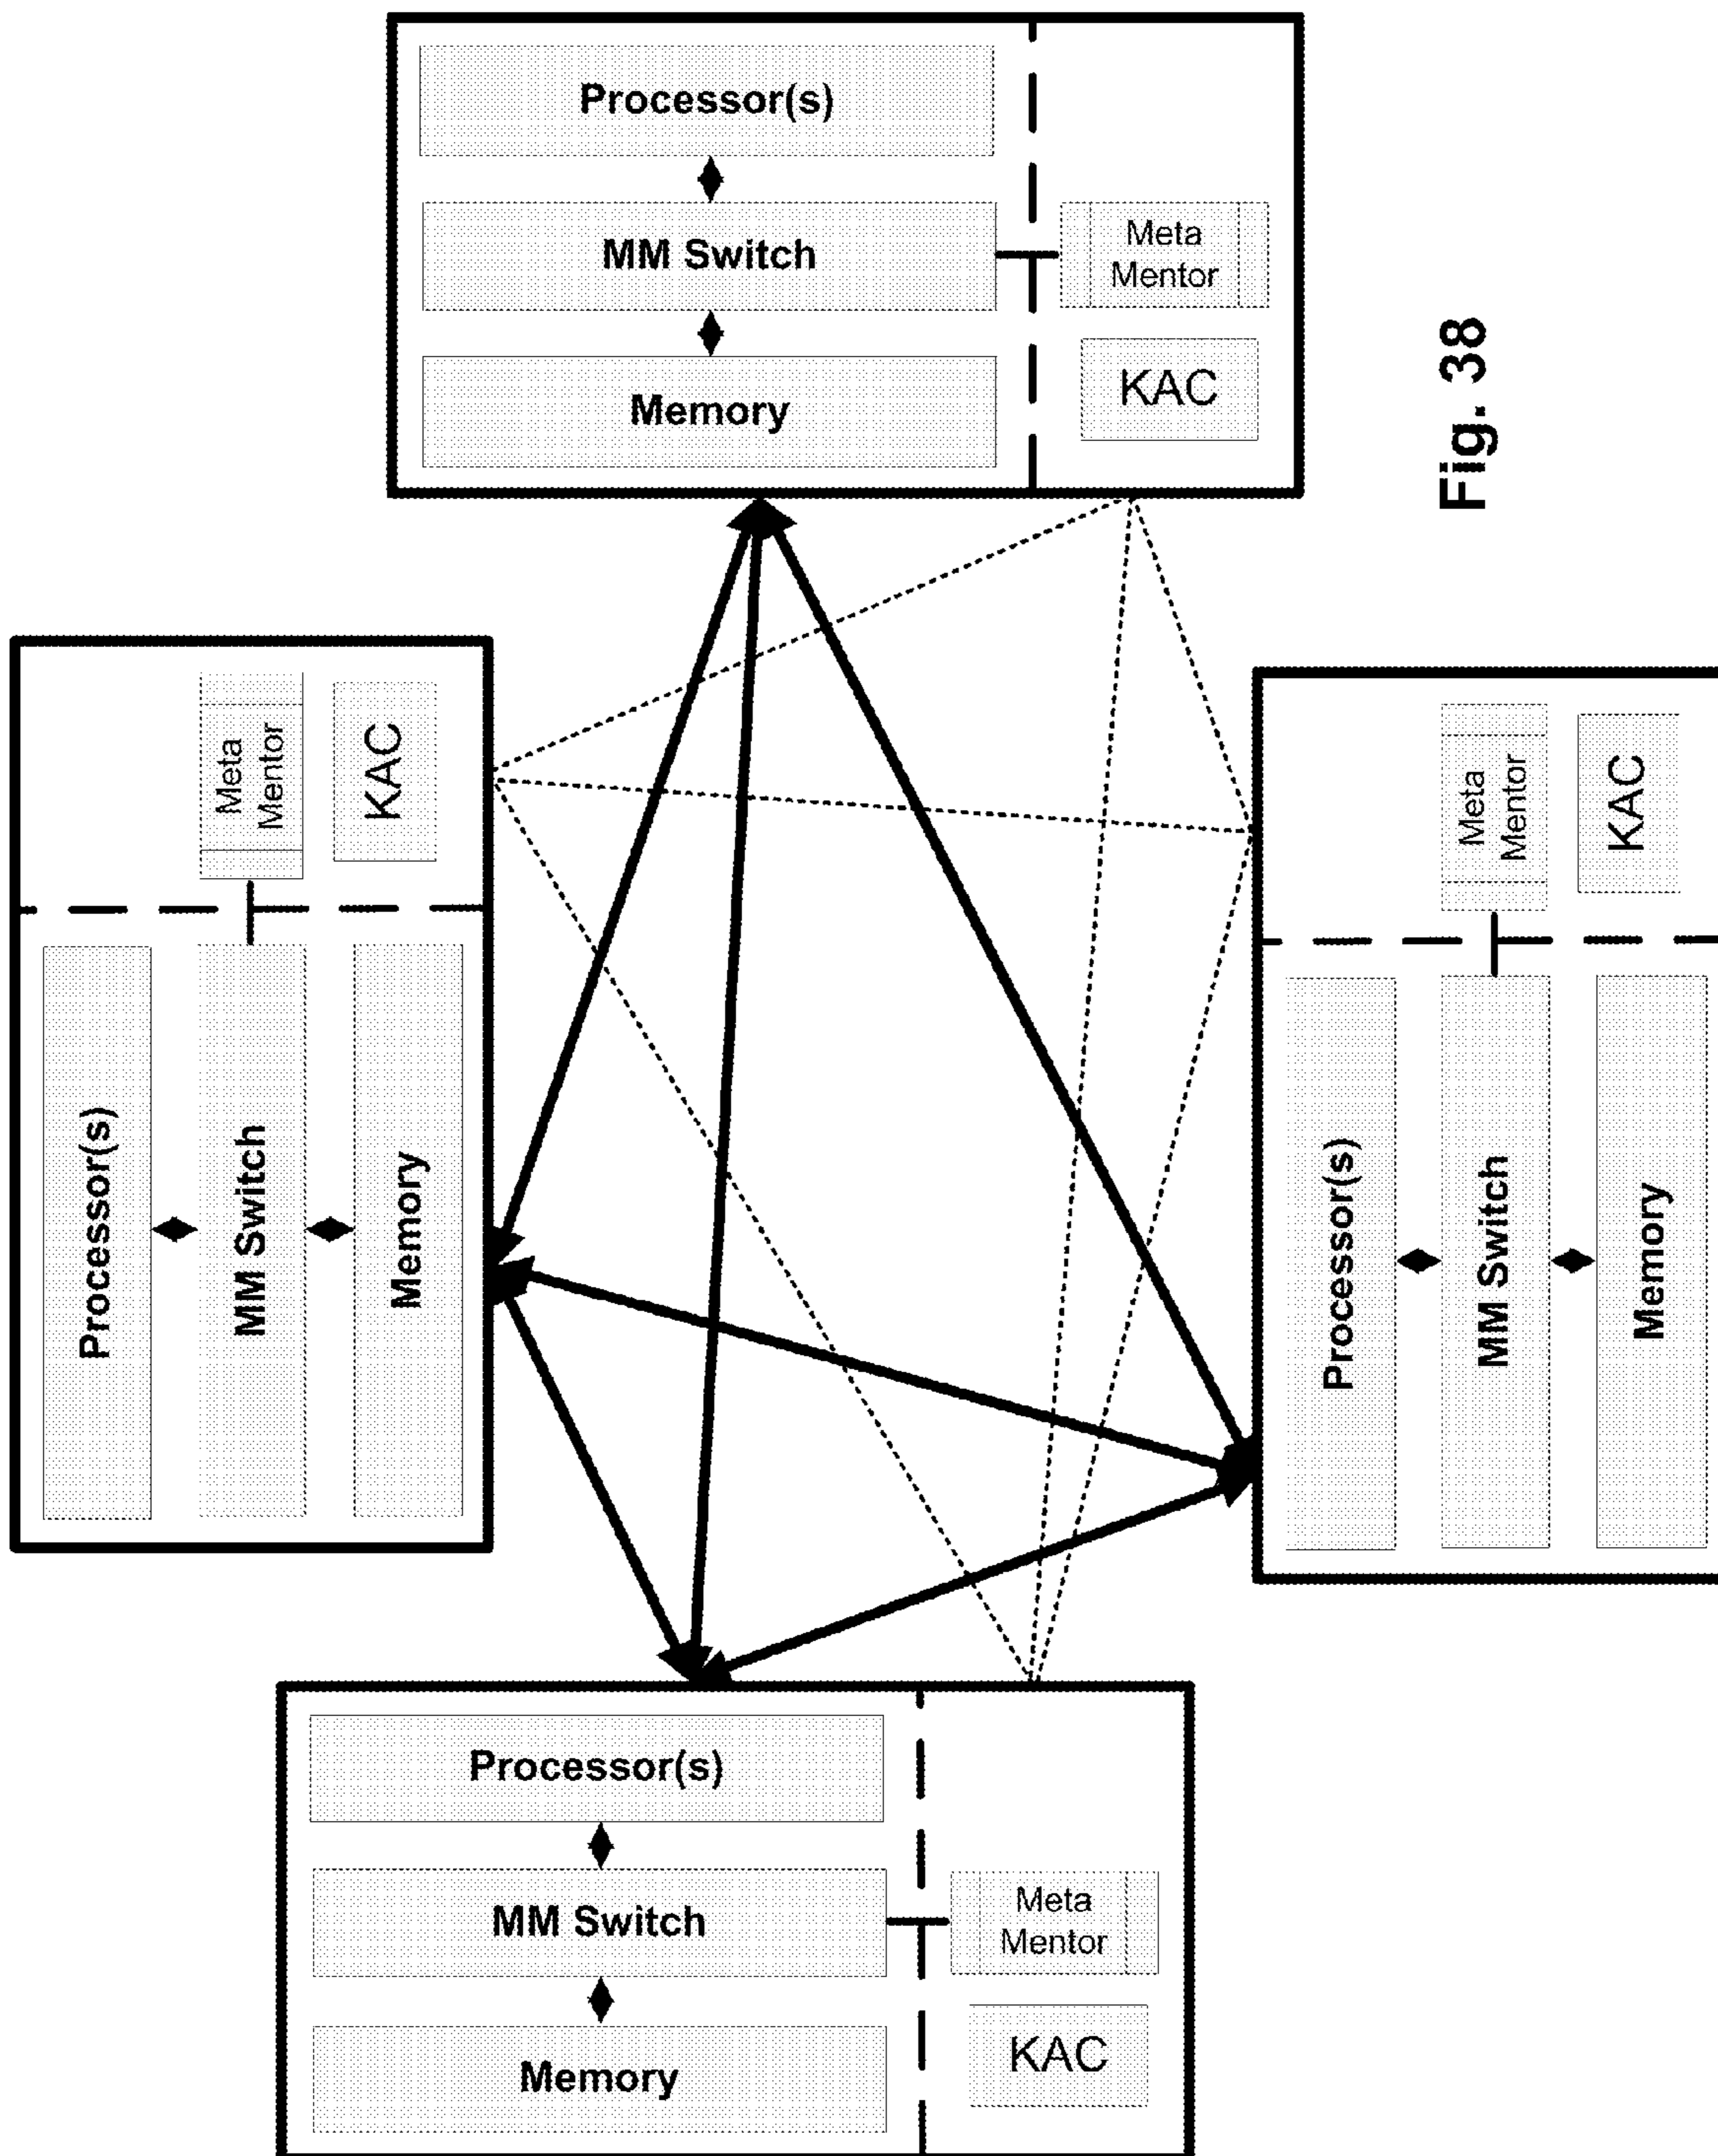 Processor(s)
MM Switch
Meta
Mentor
Memory
KAC
Fig. 38
Processor(s)
MM Switch
Memory
Meta
Mentor
KAC
Processor(s)
MM Switch
Memory
Meta
Mentor
KAC
Processor(s)
MM Switch
Meta
Mentor
Memory
KAC